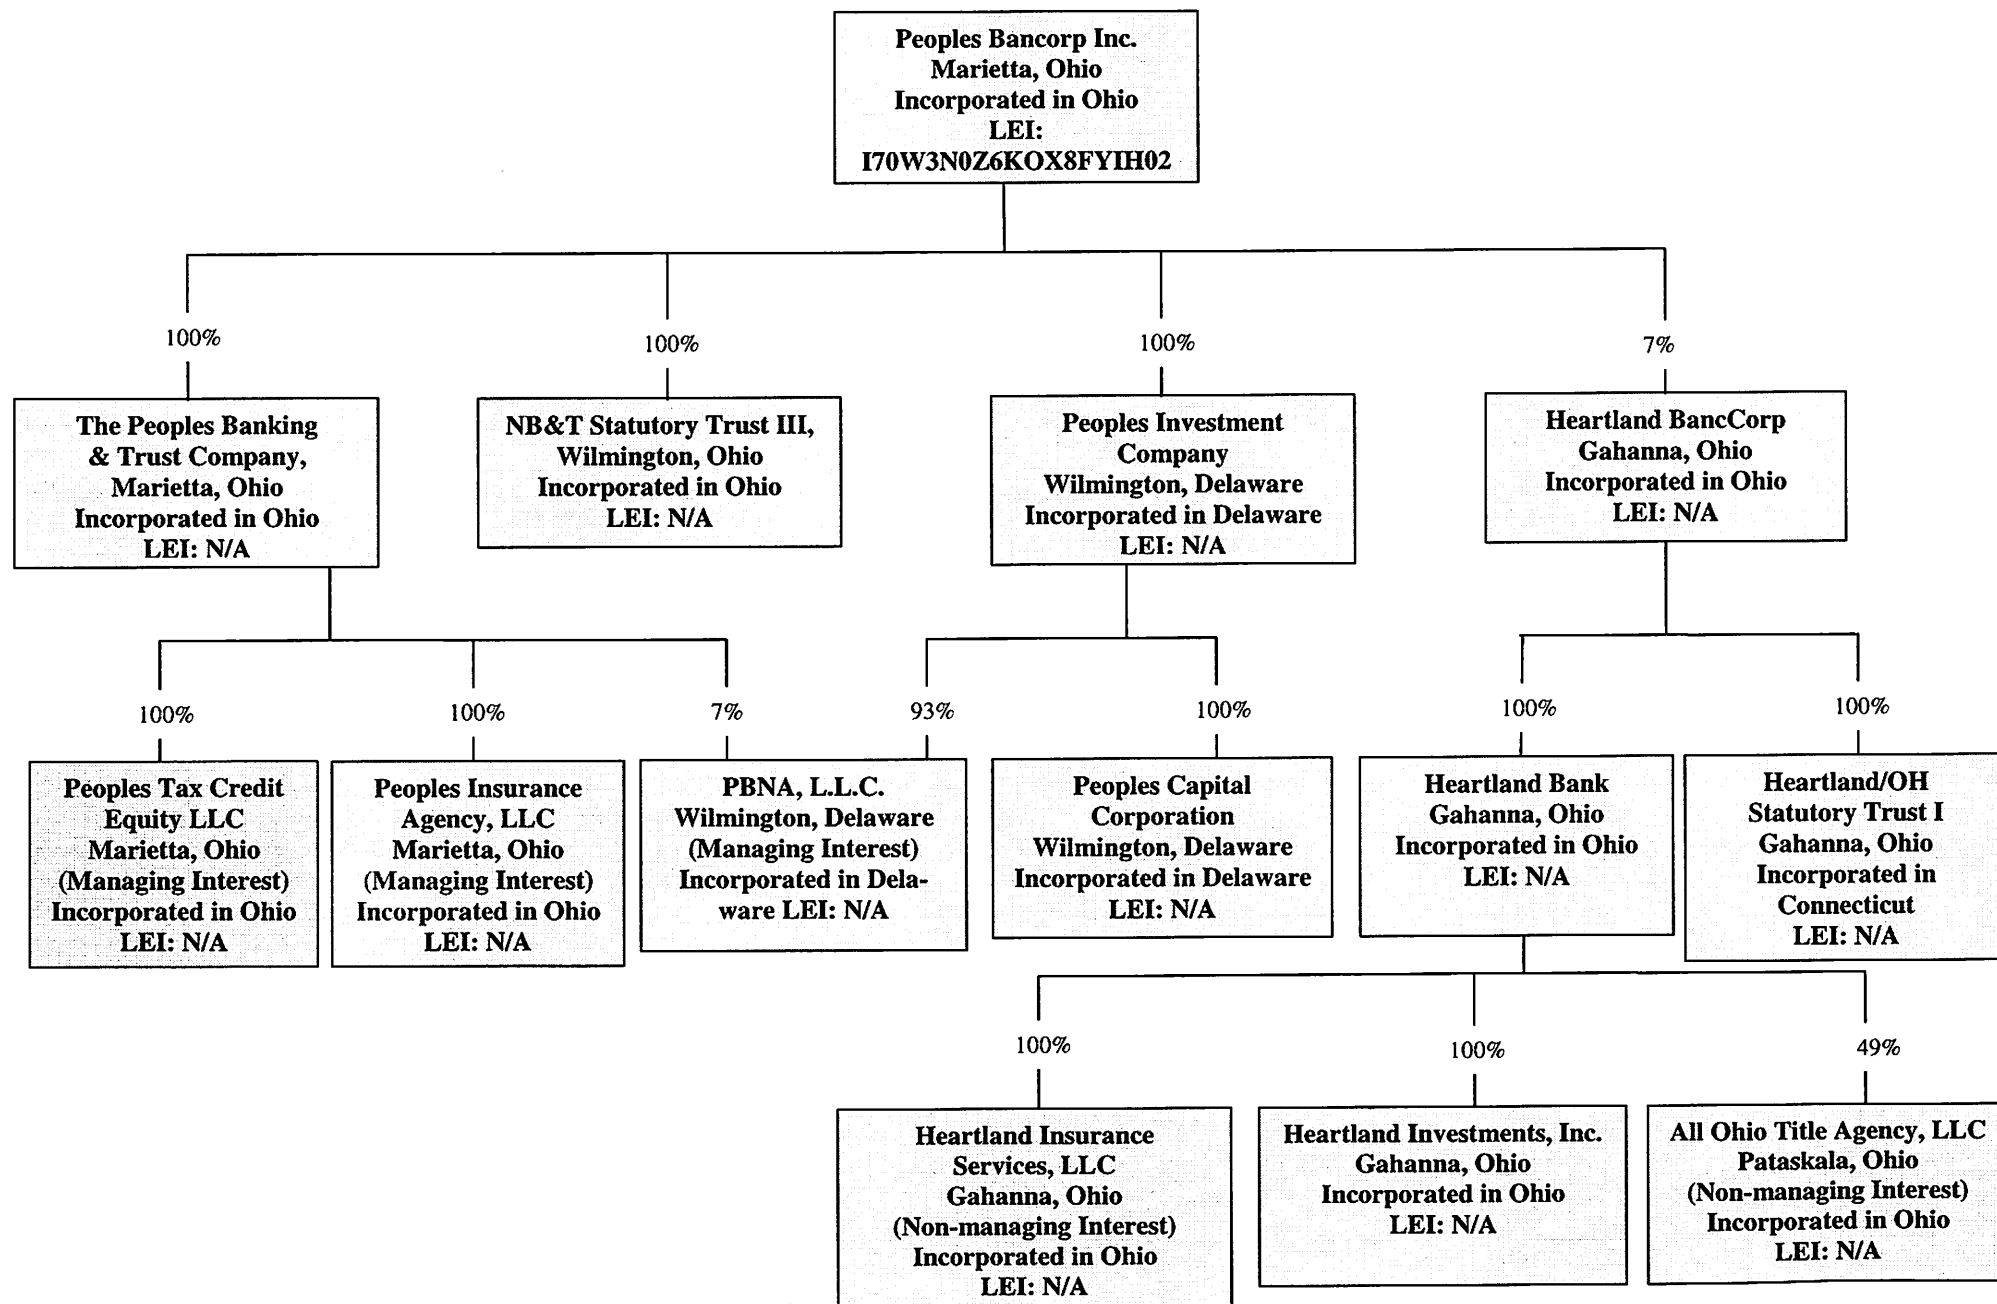 Peoples Bancorp Inc.
Marietta, Ohio
Incorporated in Ohio
LEI:
I70W3N0Z6KOX8FYIH02
100%
100%
100%
7%
The Peoples Banking
& Trust Company,
Marietta, Ohio
Incorporated in Ohio
LEI: N/A
NB&T Statutory Trust III,
Wilmington, Ohio
Incorporated in Ohio
LEI: N/A
Peoples Investment
Company
Wilmington, Delaware
Incorporated in Delaware
LEI: N/A
Heartland BancCorp
Gahanna, Ohio
Incorporated in Ohio
LEI: N/A
100%
100%
7%
93%
100%
100%
100%
Peoples Tax Credit
Equity LLC
Marietta, Ohio
(Managing Interest)
Incorporated in Ohio
LEI: N/A
Peoples Insurance
Agency, LLC
Marietta, Ohio
(Managing Interest)
Incorporated in Ohio
LEI: N/A
PBNA, L.L.C.
Wilmington, Delaware
(Managing Interest)
Incorporated in Dela-
ware LEI: N/A
Peoples Capital
Corporation
Wilmington, Delaware
Incorporated in Delaware
LEI: N/A
Heartland Bank
Gahanna, Ohio
Incorporated in Ohio
LEI: N/A
Heartland/OH
Statutory Trust I
Gahanna, Ohio
Incorporated in
Connecticut
LEI: N/A
100%
100%
49%
Heartland Insurance
Services, LLC
Gahanna, Ohio
(Non-managing Interest)
Incorporated in Ohio
LEI: N/A
Heartland Investments, Inc.
Gahanna, Ohio
Incorporated in Ohio
LEI: N/A
All Ohio Title Agency, LLC
Pataskala, Ohio
(Non-managing Interest)
Incorporated in Ohio
LEI: N/A